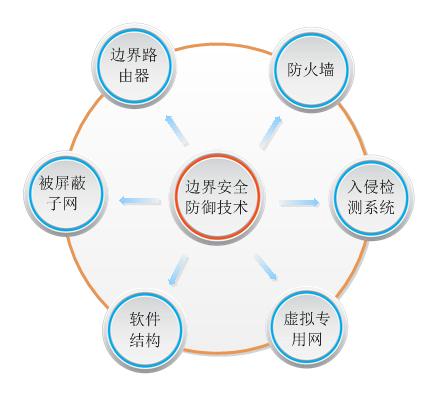 边界路
由器
防火墙
被屏蔽
子网
边界安全
防御技术
入侵检
测系统
软件
结构
虚拟专
用网